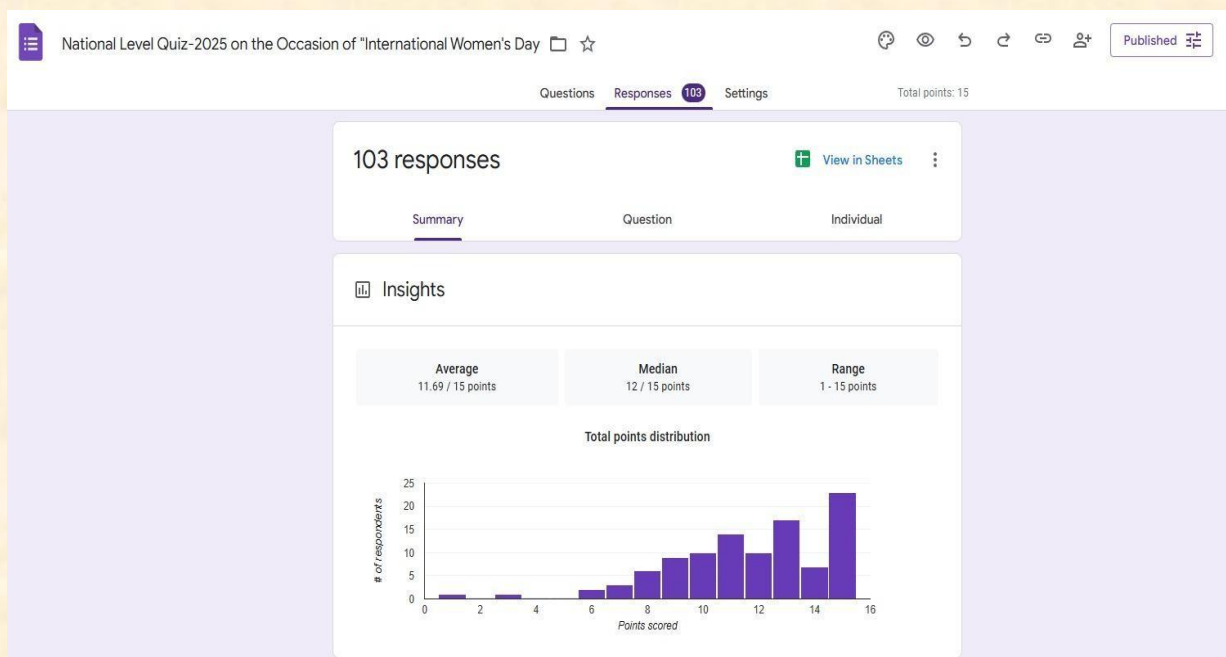 National Level Quiz-2025 on the Occasion of "International Women's Day
Published
Questions Responses 103 Settings Total points: 15
103 responses
View in Sheets
Summary Question Individual
Insights
Average Median Range
11.69 / 15 points 12 / 15 points 1 - 15 points
Total points distribution
# of respondents
25
20
15
10
5
0
0 2 4 6 8 10 12 14 16
Points scored